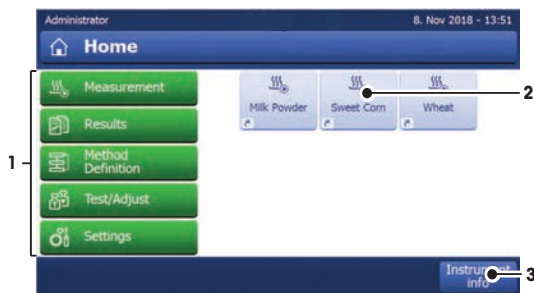 Administrator 8. Nov 2018 - 13:51
Home
1
Measurement
Results
Method
Definition
Test/Adjust
Settings
Milk Powder Sweet Corn Wheat
2
Instrument
info
3